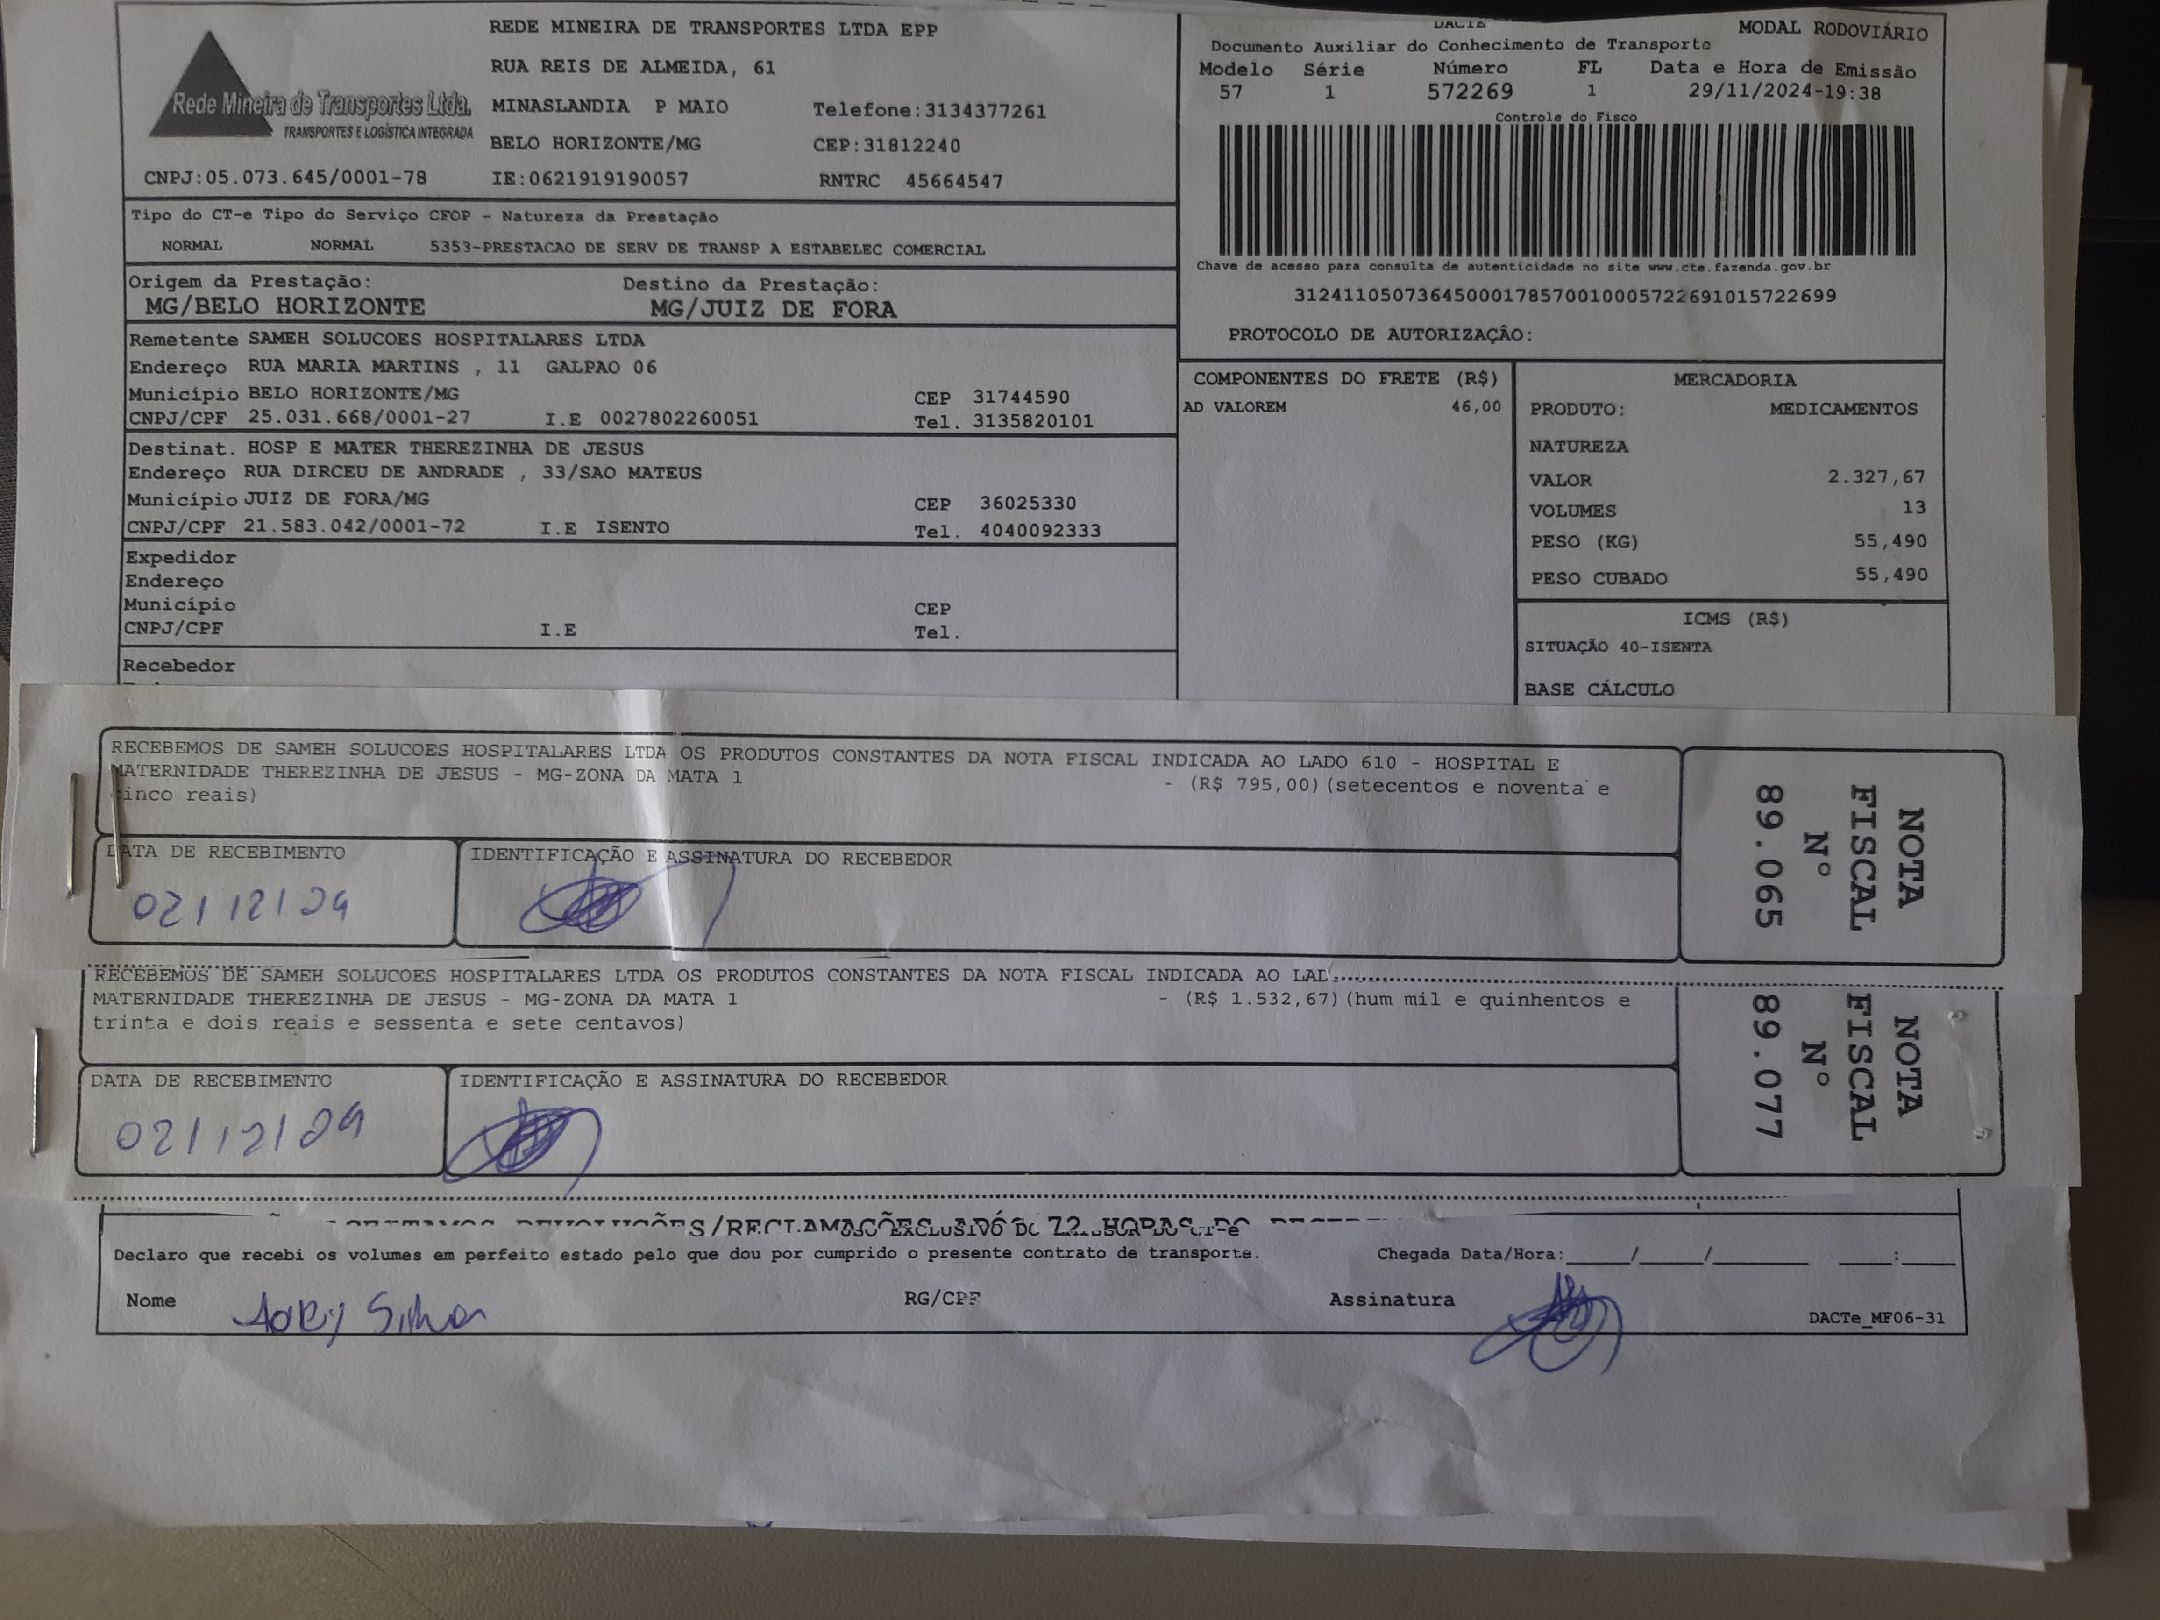 REDE MINEIRA DE TRANSPORTES LTDA EPP
RUA REIS DE ALMEIDA, 61
Rede Mineira de Transportes Ltda.
TRANSPORTES E LOGÍSTICA INTEGRADA
MINASLANDIA P MAIO Telefone:3134377261
BELO HORIZONTE/MG CEP:31812240
CNPJ:05.073.645/0001-78 IE:0621919190057 RNTRC 45664547
DACTE MODAL RODOVIÁRIO
Documento Auxiliar do Conhecimento de Transporte
Modelo Série Número FL Data e Hora de Emissão
57 1 572269 1 29/11/2024-19:38
Controle do Fisco
Chave de acesso para consulta de autenticidade no site www.cte.fazenda.gov.br
31241105073645000178570010005722691015722699
PROTOCOLO DE AUTORIZAÇÂO:
Tipo do CT-e Tipo do Serviço CFOP - Natureza da Prestação
NORMAL NORMAL 5353-PRESTACAO DE SERV DE TRANSP A ESTABELEC COMERCIAL
Origem da Prestação: Destino da Prestação:
MG/BELO HORIZONTE MG/JUIZ DE FORA
Remetente SAMEH SOLUCOES HOSPITALARES LTDA
Endereço RUA MARIA MARTINS , 11 GALPAO 06
Município BELO HORIZONTE/MG CEP 31744590
CNPJ/CPF 25.031.668/0001-27 I.E 0027802260051 Tel. 3135820101
Destinat. HOSP E MATER THEREZINHA DE JESUS
Endereço RUA DIRCEU DE ANDRADE , 33/SAO MATEUS
Município JUIZ DE FORA/MG CEP 36025330
CNPJ/CPF 21.583.042/0001-72 I.E ISENTO Tel. 4040092333
Expedidor
Endereço
Município CEP
CNPJ/CPF I.E Tel.
Recebedor
COMPONENTES DO FRETE (R$)
AD VALOREM 46,00
MERCADORIA
PRODUTO: MEDICAMENTOS
NATUREZA
VALOR 2.327,67
VOLUMES 13
PESO (KG) 55,490
PESO CUBADO 55,490
ICMS (R$)
SITUAÇÃO 40-ISENTA
BASE CÁLCULO
RECEBEMOS DE SAMEH SOLUCOES HOSPITALARES LTDA OS PRODUTOS CONSTANTES DA NOTA FISCAL INDICADA AO LADO 610 - HOSPITAL E
MATERNIDADE THEREZINHA DE JESUS - MG-ZONA DA MATA 1 - (R$ 795,00)(setecentos e noventa e
cinco reais)
DATA DE RECEBIMENTO IDENTIFICAÇÃO E ASSINATURA DO RECEBEDOR
02/12/24
NOTA
FISCAL
N°
89.065
RECEBEMOS DE SAMEH SOLUCOES HOSPITALARES LTDA OS PRODUTOS CONSTANTES DA NOTA FISCAL INDICADA AO LAD
MATERNIDADE THEREZINHA DE JESUS - MG-ZONA DA MATA 1 - (R$ 1.532,67)(hum mil e quinhentos e
trinta e dois reais e sessenta e sete centavos)
DATA DE RECEBIMENTO IDENTIFICAÇÃO E ASSINATURA DO RECEBEDOR
02/12/24
NOTA
FISCAL
N°
89.077
Declaro que recebi os volumes em perfeito estado pelo que dou por cumprido o presente contrato de transporte. Chegada Data/Hora:_____/_____/_______ ____:____
Nome Silva RG/CPF Assinatura
DACTe_MF06-31